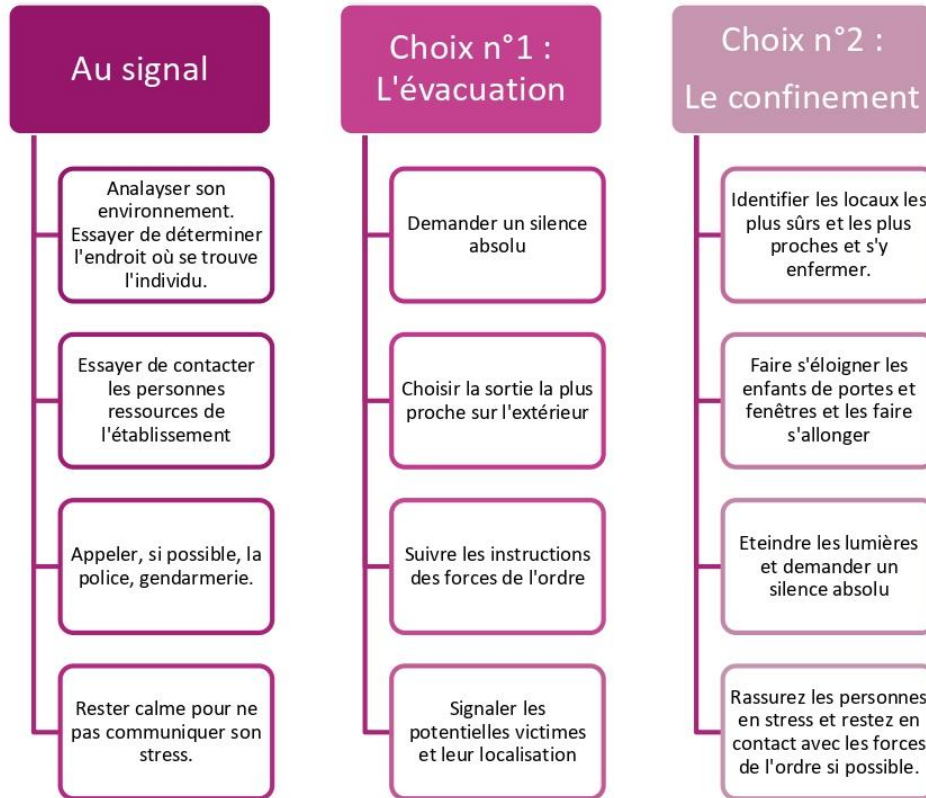 Au signal
Analayser son
environnement.
Essayer de déterminer
l'endroit où se trouve
l'individu.
Essayer de contacter
les personnes
ressources de
l'établissement
Appeler, si possible, la
police, gendarmerie.
Rester calme pour ne
pas communiquer son
stress.
Choix n°1 :
L'évacuation
Demander un silence
absolu
Choisir la sortie la plus
proche sur l'extérieur
Suivre les instructions
des forces de l'ordre
Signaler les
potentielles victimes
et leur localisation
Choix n°2 :
Le confinement
Identifier les locaux les
plus sûrs et les plus
proches et s'y
enfermer.
Faire s'éloigner les
enfants de portes et
fenêtres et les faire
s'allonger
Eteindre les lumières
et demander un
silence absolu
Rassurez les personnes
en stress et restez en
contact avec les forces
de l'ordre si possible.